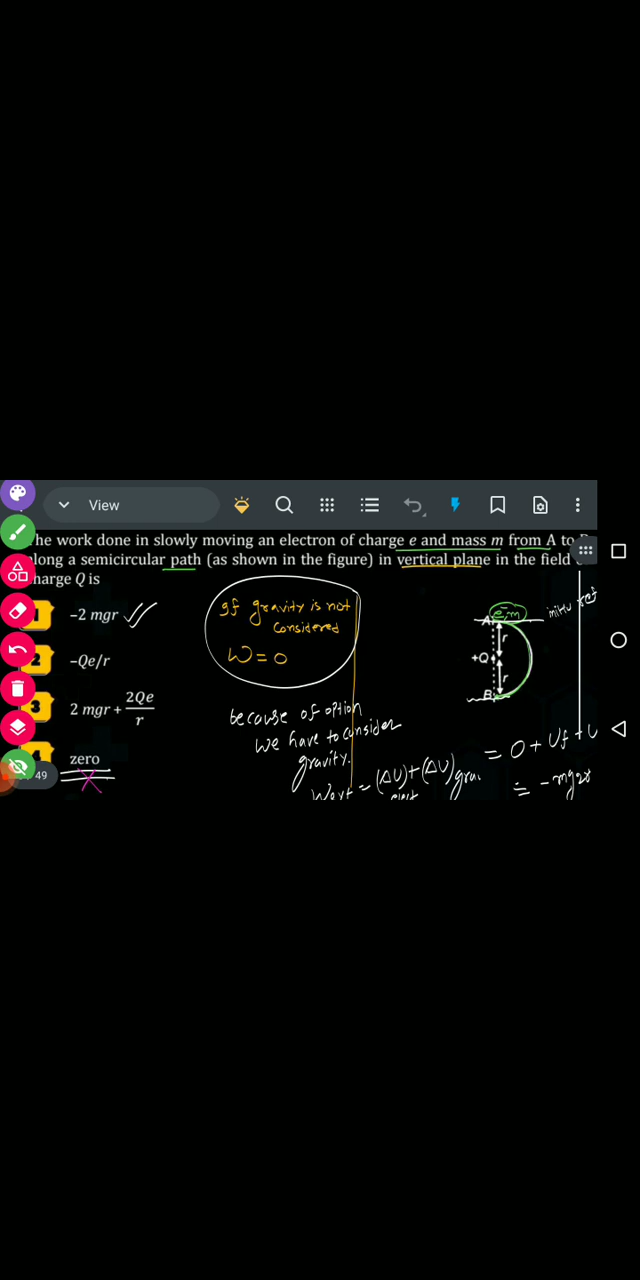 View
he work done in slowly moving an electron of charge e and mass m from A to
long a semicircular path (as shown in the figure) in vertical plane in the field
harge Q is
1 −2 mgr
2 −Qe/r
3 2 mgr + 2Qe/r
zero
49
If gravity is not
considered
W = 0
because of option
we have to consider
gravity.
= (ΔU) + (ΔU)
= 0 + Uf +
= −mg2r
e m
A
r
+Q
r
B